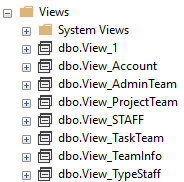 Views
System Views
dbo.View_1
dbo.View_Account
dbo.View_AdminTeam
dbo.View_ProjectTeam
dbo.View_STAFF
dbo.View_TaskTeam
dbo.View_TeamInfo
dbo.View_TypeStaff